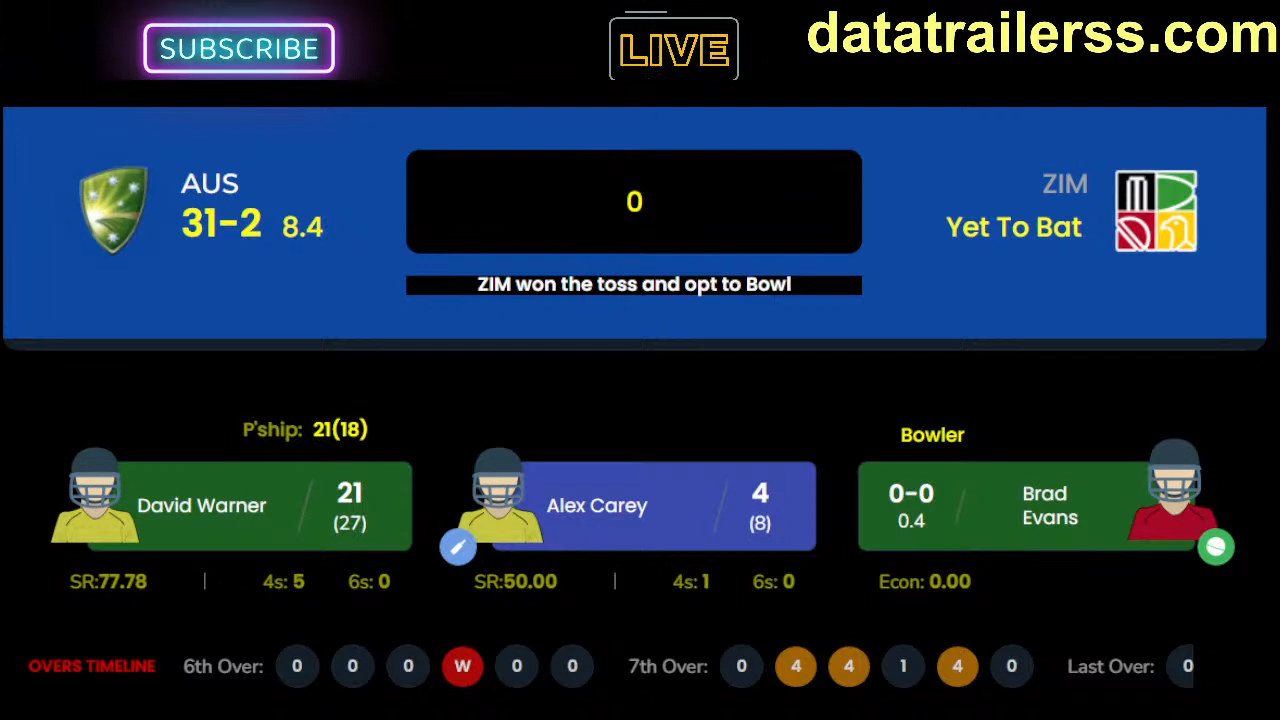 SUBSCRIBE
LIVE
datatrailerss.com
AUS
31-2 8.4
0
ZIM
Yet To Bat
ZIM won the toss and opt to Bowl
P'ship: 21(18)
David Warner 21
(27)
SR:77.78 | 4s: 5 6s: 0
Alex Carey 4
(8)
SR:50.00 | 4s: 1 6s: 0
Bowler
0-0
0.4
Brad
Evans
Econ: 0.00
OVERS TIMELINE 6th Over: 0 0 0 W 0 0 7th Over: 0 4 4 1 4 0 Last Over: 0